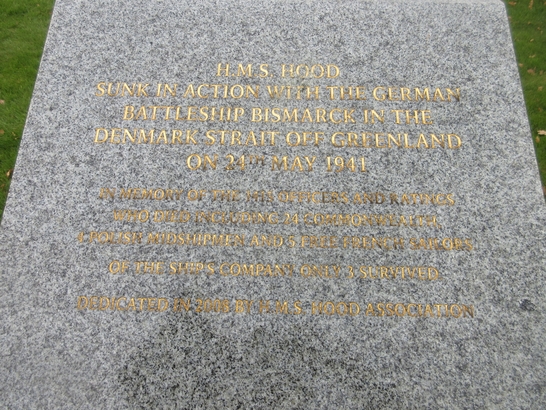 H.M.S. HOOD
SUNK IN ACTION WITH THE GERMAN
BATTLESHIP BISMARCK IN THE
DENMARK STRAIT OFF GREENLAND
ON 24TH MAY 1941
IN MEMORY OF THE OFFICERS AND RATINGS
WHO DIED INCLUDING 24 COMMONWEALTH,
POLISH MIDSHIPMEN AND 5 FREE FRENCH SAILORS
OF THE SHIP'S COMPANY ONLY 3 SURVIVED
DEDICATED IN BY H.M.S. HOOD ASSOCIATION